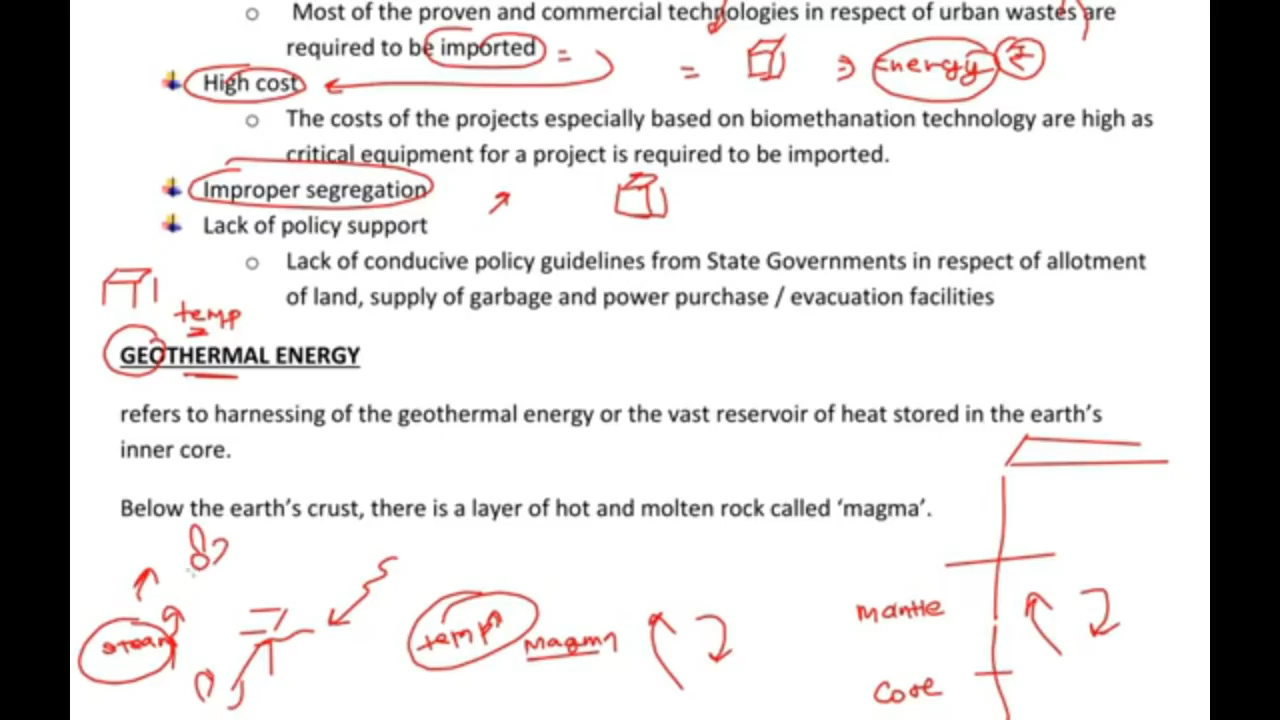 Most of the proven and commercial technologies in respect of urban wastes are
required to be imported =
= ⇒ Energy
High cost
The costs of the projects especially based on biomethanation technology are high as
critical equipment for a project is required to be imported.
Improper segregation
Lack of policy support
Lack of conducive policy guidelines from State Governments in respect of allotment
of land, supply of garbage and power purchase / evacuation facilities
temp
GEOTHERMAL ENERGY
refers to harnessing of the geothermal energy or the vast reservoir of heat stored in the earth's
inner core.
Below the earth's crust, there is a layer of hot and molten rock called 'magma'.
mantle
steam
temp
magma
core